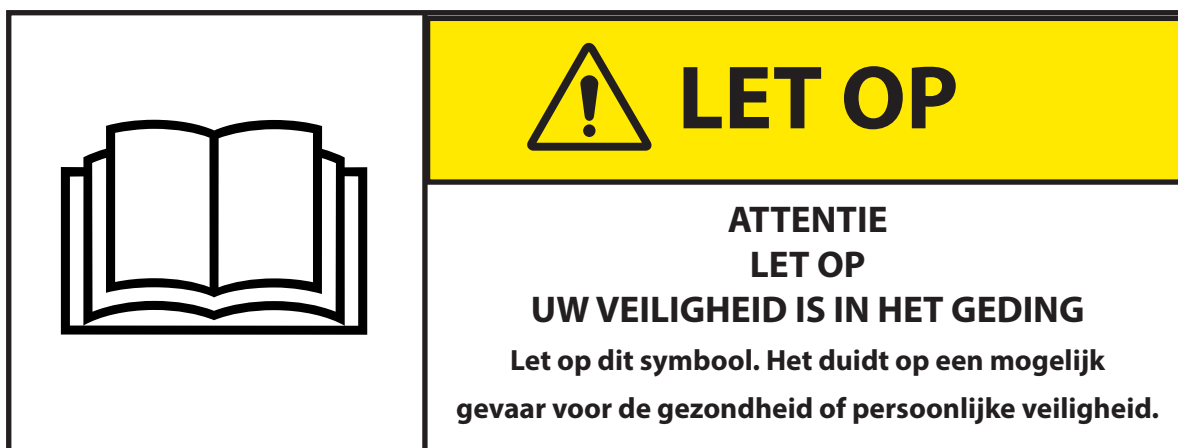 LET OP
ATTENTIE
LET OP
UW VEILIGHEID IS IN HET GEDING
Let op dit symbool. Het duidt op een mogelijk
gevaar voor de gezondheid of persoonlijke veiligheid.